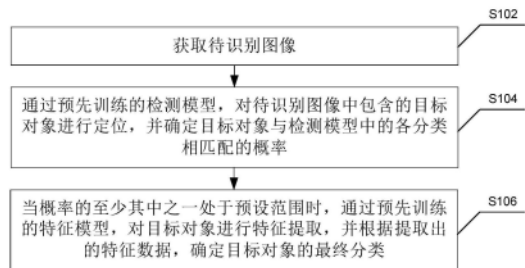 S102
获取待识别图像
S104
通过预先训练的检测模型，对待识别图像中包含的目标
对象进行定位，并确定目标对象与检测模型中的各分类
相匹配的概率
S106
当概率的至少其中之一处于预设范围时，通过预先训练
的特征模型，对目标对象进行特征提取，并根据提取出
的特征数据，确定目标对象的最终分类